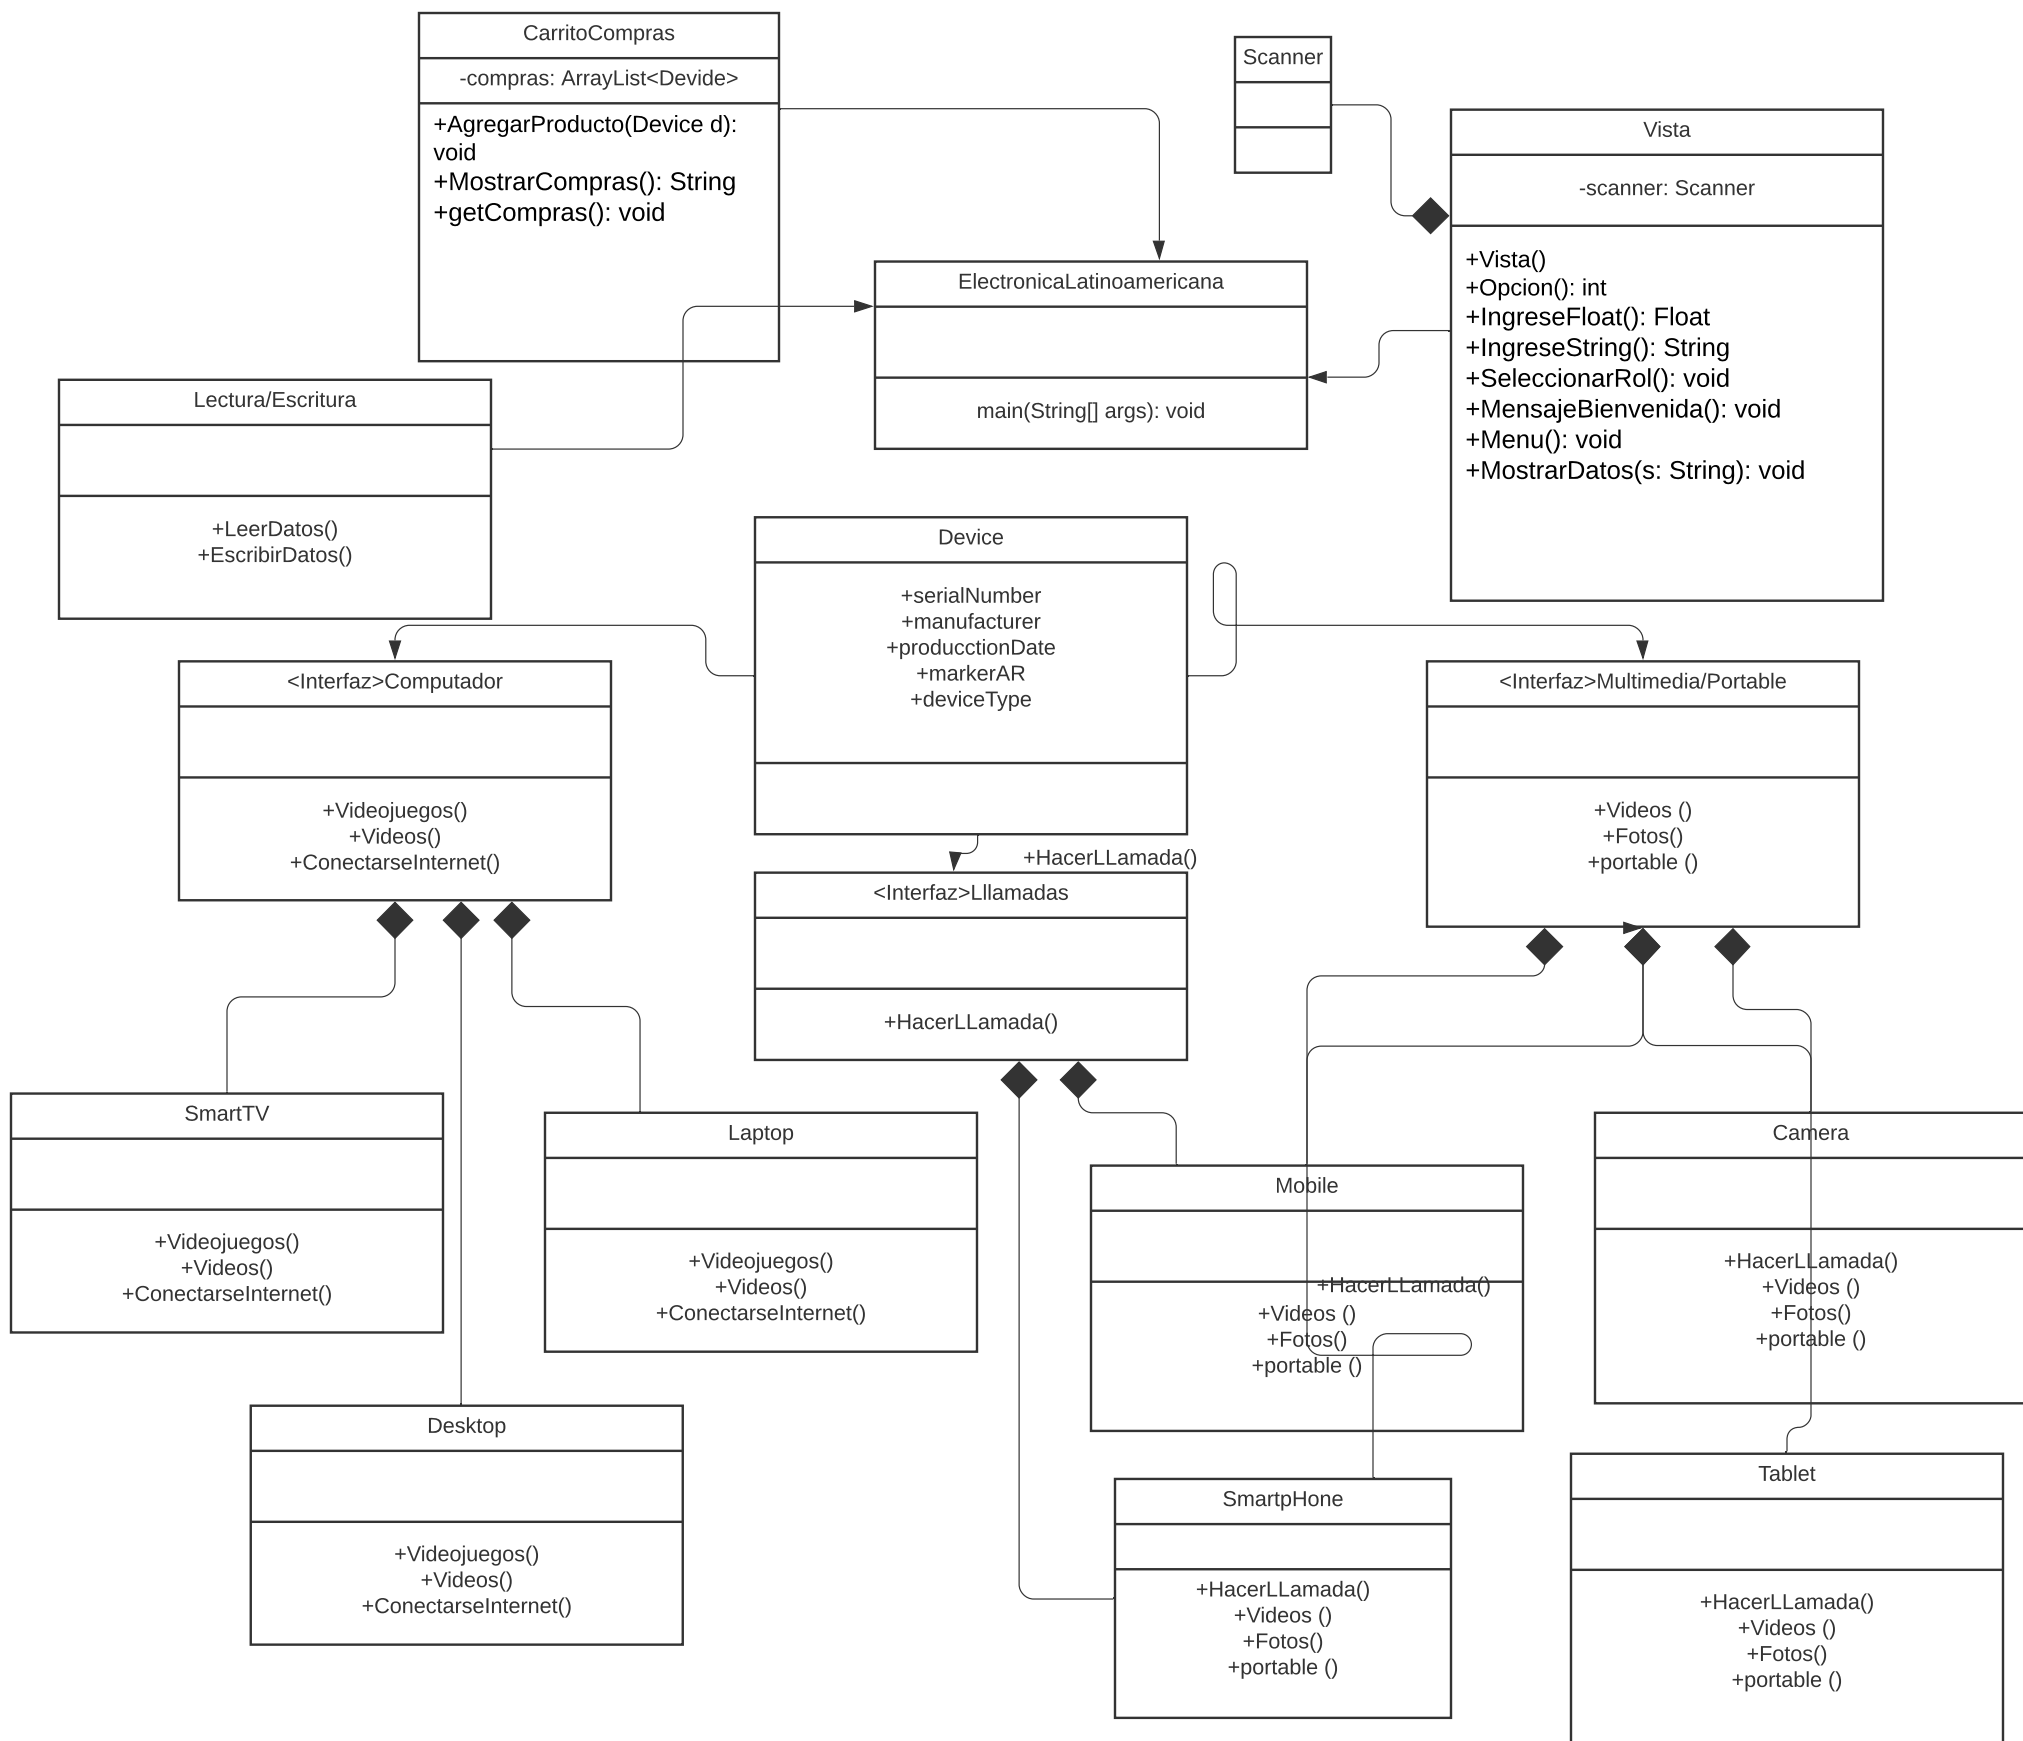 CarritoCompras
-compras: ArrayList<Devide>
+AgregarProducto(Device d):
void
+MostrarCompras(): String
+getCompras(): void
Scanner
Vista
-scanner: Scanner
+Vista()
+Opcion(): int
+IngreseFloat(): Float
+IngreseString(): String
+SeleccionarRol(): void
+MensajeBienvenida(): void
+Menu(): void
+MostrarDatos(s: String): void
ElectronicaLatinoamericana
main(String[] args): void
Lectura/Escritura
+LeerDatos()
+EscribirDatos()
Device
+serialNumber
+manufacturer
+producctionDate
+markerAR
+deviceType
<Interfaz>Computador
+Videojuegos()
+Videos()
+ConectarseInternet()
<Interfaz>Multimedia/Portable
+Videos ()
+Fotos()
+portable ()
+HacerLLamada()
<Interfaz>Lllamadas
+HacerLLamada()
SmartTV
+Videojuegos()
+Videos()
+ConectarseInternet()
Laptop
+Videojuegos()
+Videos()
+ConectarseInternet()
Mobile
+HacerLLamada()
+Videos ()
+Fotos()
+portable ()
Camera
+HacerLLamada()
+Videos ()
+Fotos()
+portable ()
Desktop
+Videojuegos()
+Videos()
+ConectarseInternet()
SmartpHone
+HacerLLamada()
+Videos ()
+Fotos()
+portable ()
Tablet
+HacerLLamada()
+Videos ()
+Fotos()
+portable ()